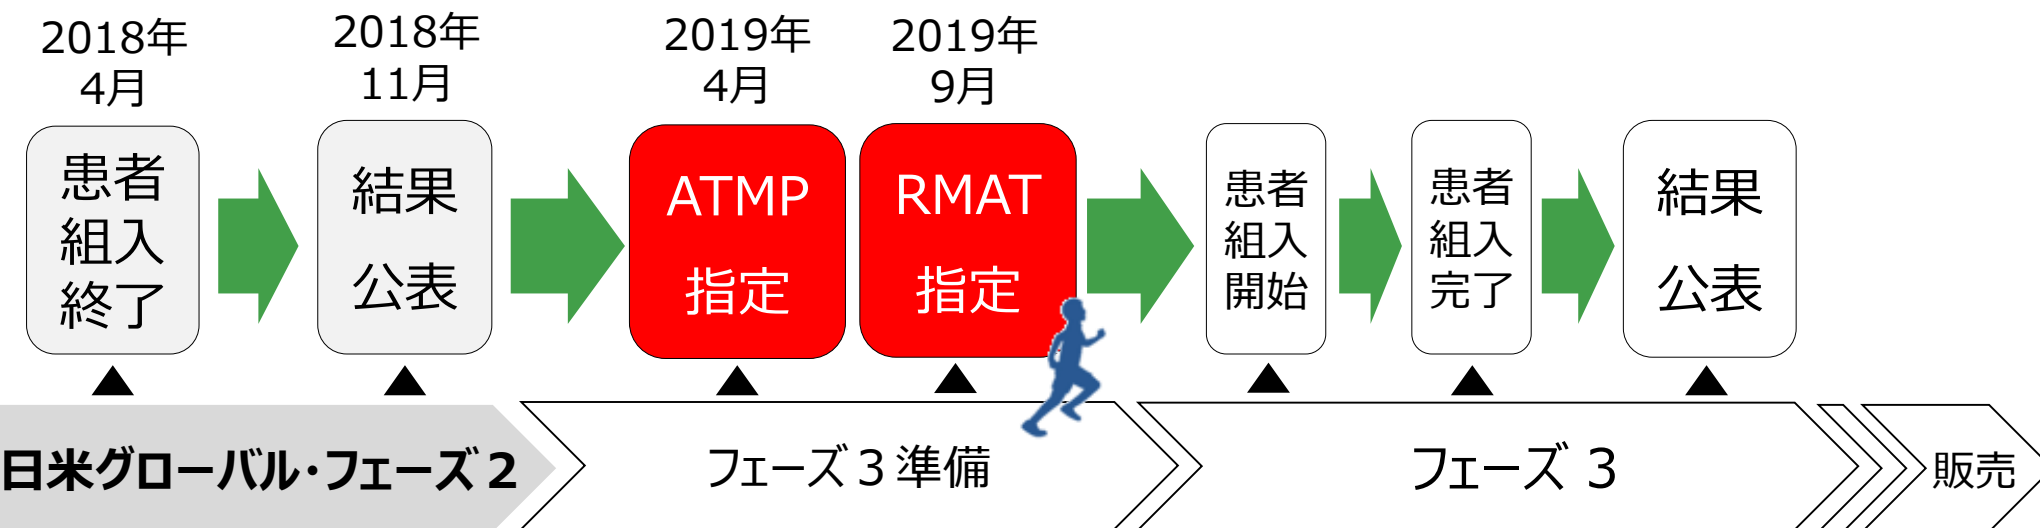 2018年
4月
2018年
11月
2019年
4月
2019年
9月
患者
組入
終了
結果
公表
ATMP
指定
RMAT
指定
患者
組入
開始
患者
組入
完了
結果
公表
日米グローバル・フェーズ2
フェーズ3準備
フェーズ 3
販売